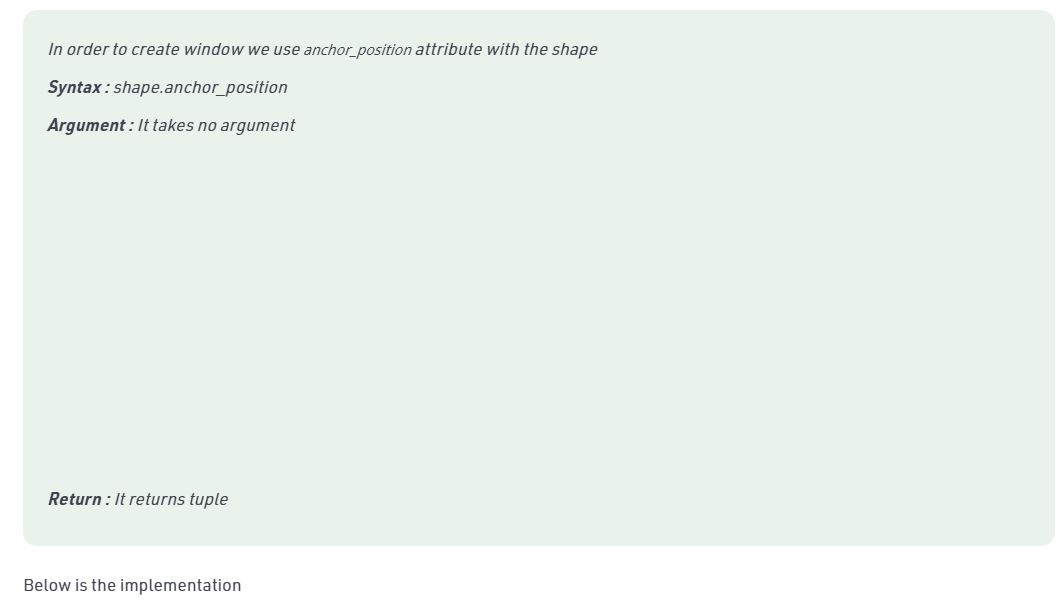 In order to create window we use anchor_position attribute with the shape
Syntax : shape.anchor_position
Argument : It takes no argument
Return : It returns tuple
Below is the implementation